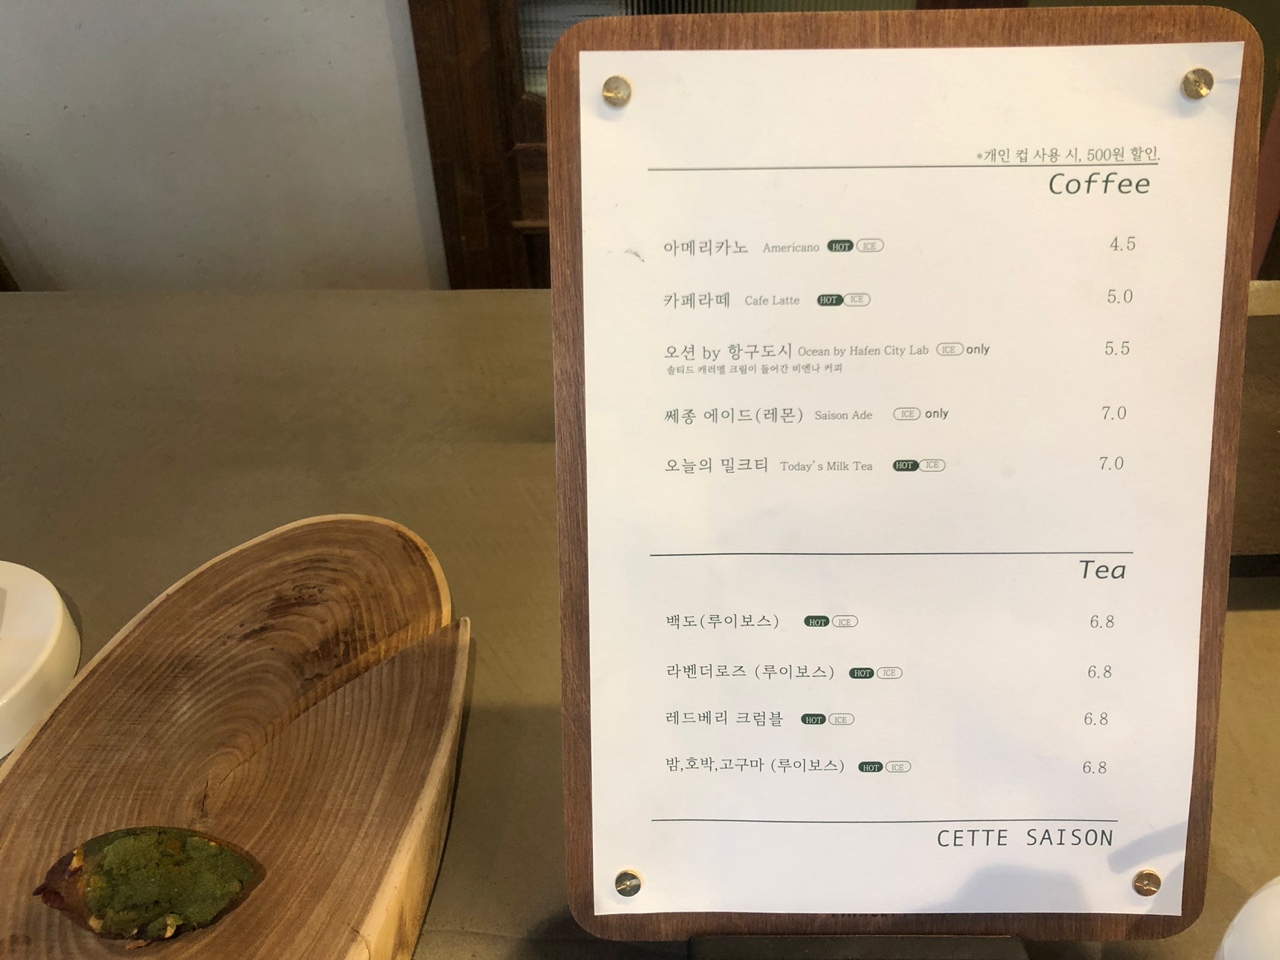 *개인 컵 사용 시, 500원 할인.
Coffee
아메리카노 Americano HOT ICE 4.5
카페라떼 Cafe Latte HOT ICE 5.0
오션 by 항구도시 Ocean by Hafen City Lab ICE only 5.5
솔티드 캐러멜 크림이 들어간 비엔나 커피
쎄종 에이드(레몬) Saison Ade ICE only 7.0
오늘의 밀크티 Today's Milk Tea HOT ICE 7.0
Tea
백도(루이보스) HOT ICE 6.8
라벤더로즈 (루이보스) HOT ICE 6.8
레드베리 크럼블 HOT ICE 6.8
밤,호박,고구마 (루이보스) HOT ICE 6.8
CETTE SAISON